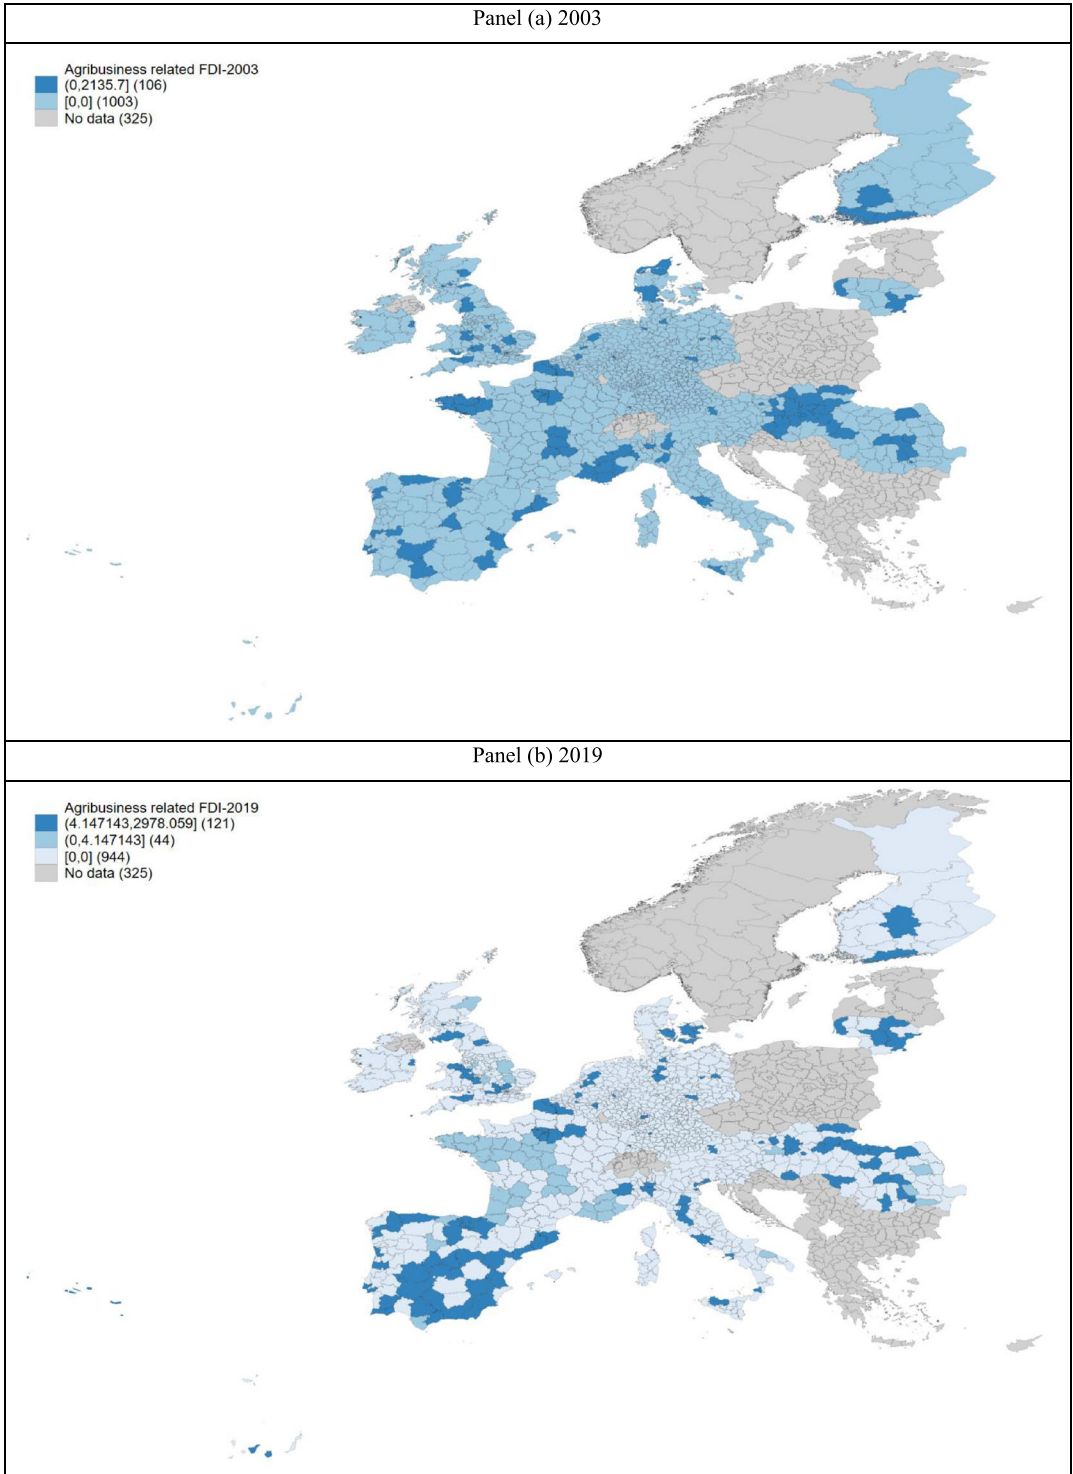 Panel (a) 2003
Agribusiness related FDI-2003
(0,2135.7] (106)
[0,0] (1003)
No data (325)
Panel (b) 2019
Agribusiness related FDI-2019
(4.147143,2978.059] (121)
(0,4.147143] (44)
[0,0] (944)
No data (325)